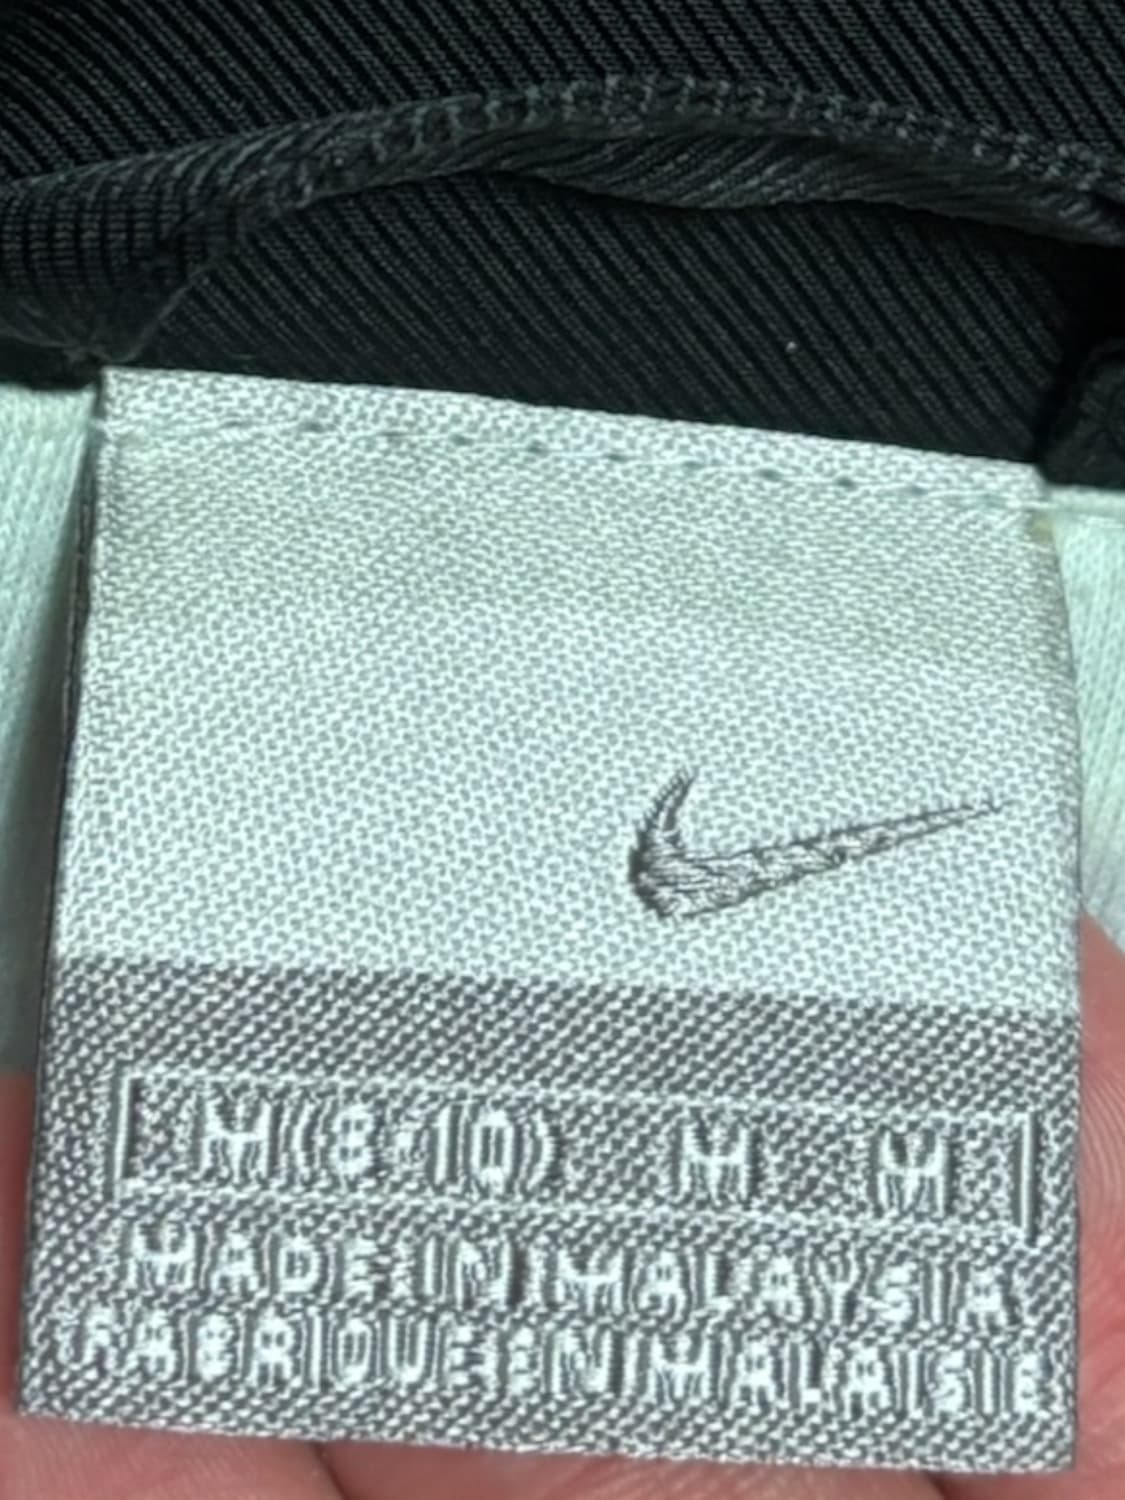 M(8-10) M M
MADE IN MALAYSIA
FABRIQUE EN MALAISIE